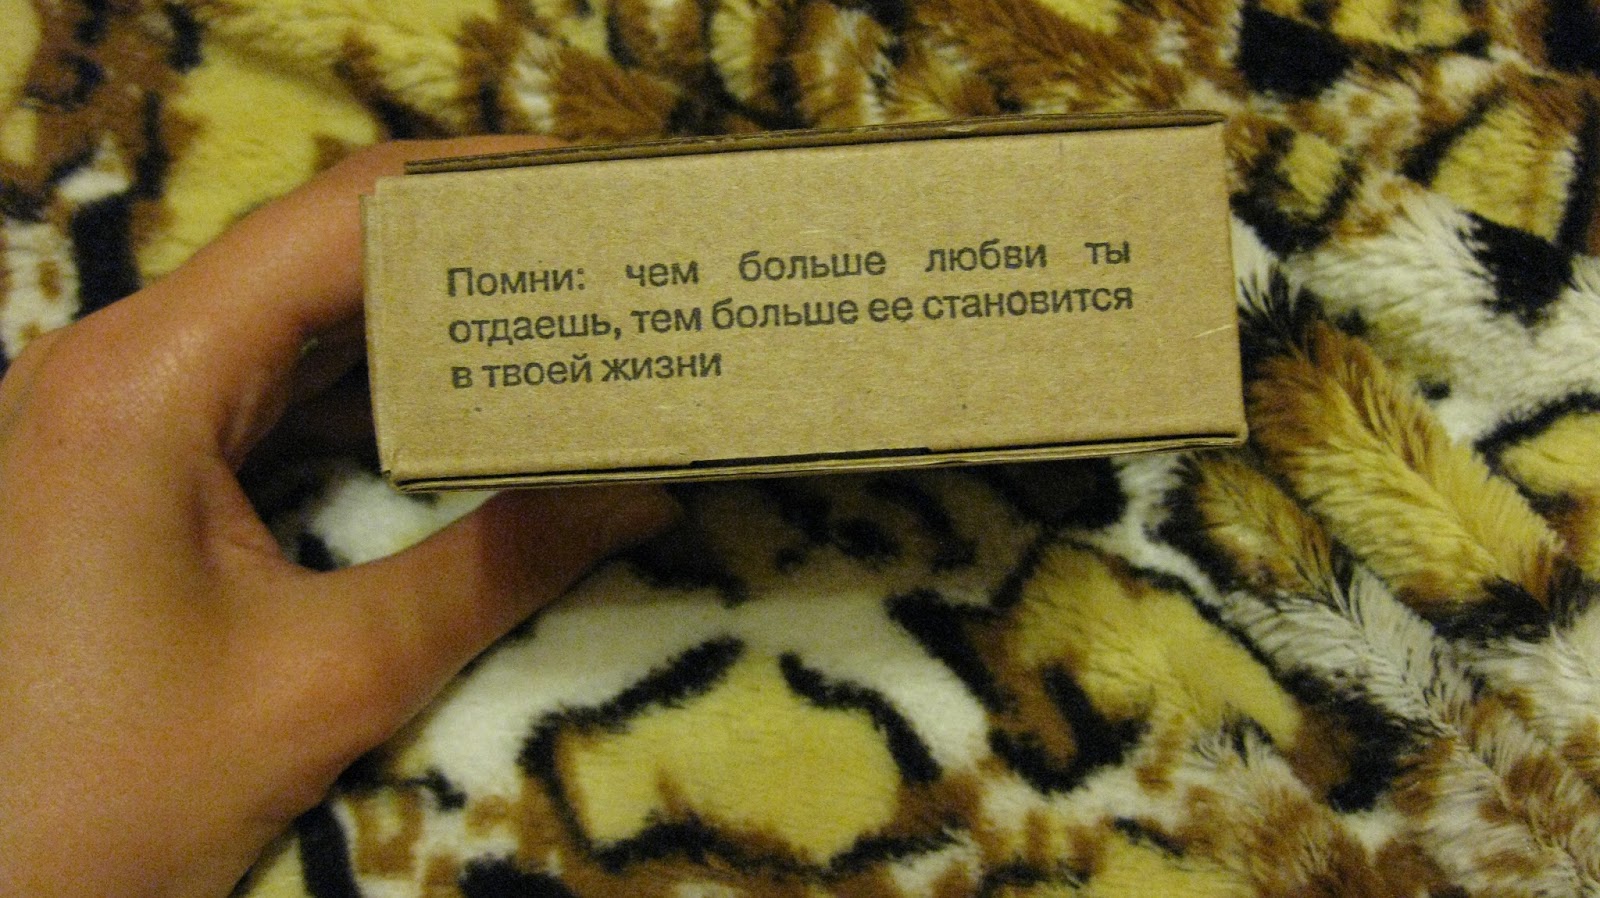 Помни: чем больше любви ты
отдаешь, тем больше ее становится
в твоей жизни